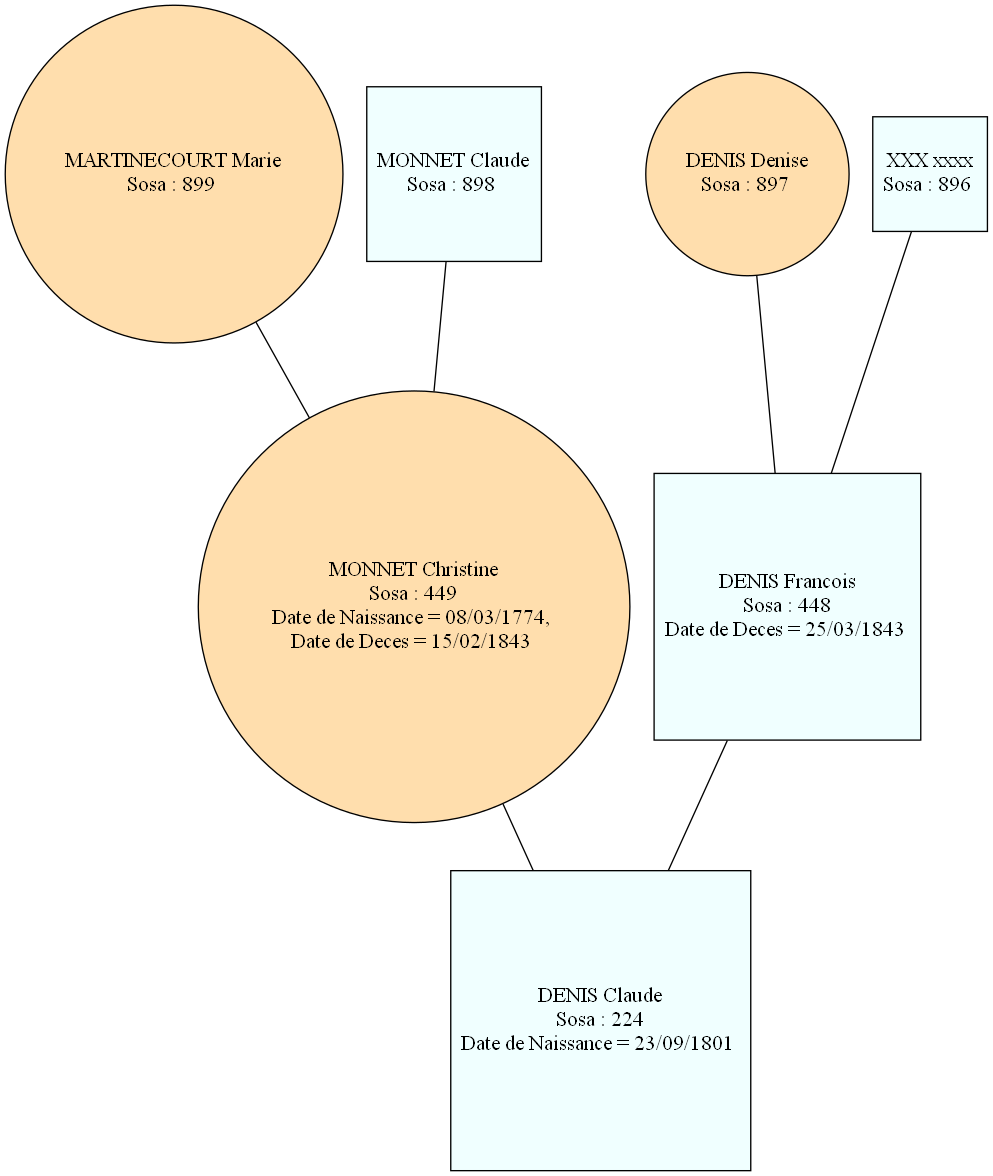 MARTINECOURT Marie
Sosa : 899
MONNET Claude
Sosa : 898
DENIS Denise
Sosa : 897
XXX xxxx
Sosa : 896
MONNET Christine
Sosa : 449
Date de Naissance = 08/03/1774,
Date de Deces = 15/02/1843
DENIS Francois
Sosa : 448
Date de Deces = 25/03/1843
DENIS Claude
Sosa : 224
Date de Naissance = 23/09/1801